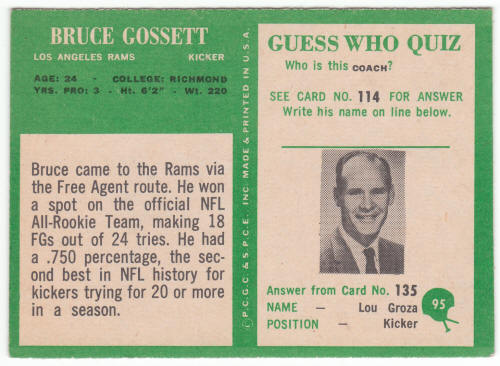 BRUCE GOSSETT
LOS ANGELES RAMS KICKER
AGE: 24 - COLLEGE: RICHMOND
YRS. PRO: 3 - Ht. 6'2" - Wt. 220
Bruce came to the Rams via
the Free Agent route. He won
a spot on the official NFL
All-Rookie Team, making 18
FGs out of 24 tries. He had
a .750 percentage, the sec-
ond best in NFL history for
kickers trying for 20 or more
in a season.
© P.C.G.C. & S.P.C.E., INC. MADE & PRINTED IN U.S.A.
GUESS WHO QUIZ
Who is this COACH?
SEE CARD NO. 114 FOR ANSWER
Write his name on line below.
Answer from Card No. 135
NAME — Lou Groza
POSITION — Kicker
95